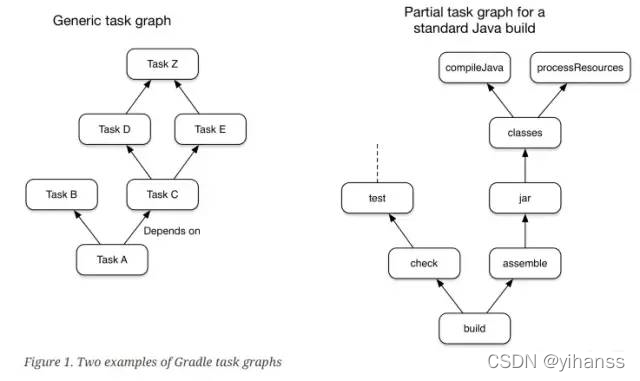 Generic task graph
Task Z
Task D
Task E
Task B
Task C
Depends on
Task A
Partial task graph for a
standard Java build
compileJava
processResources
classes
test
jar
check
assemble
build
Figure 1. Two examples of Gradle task graphs
CSDN @yihanss